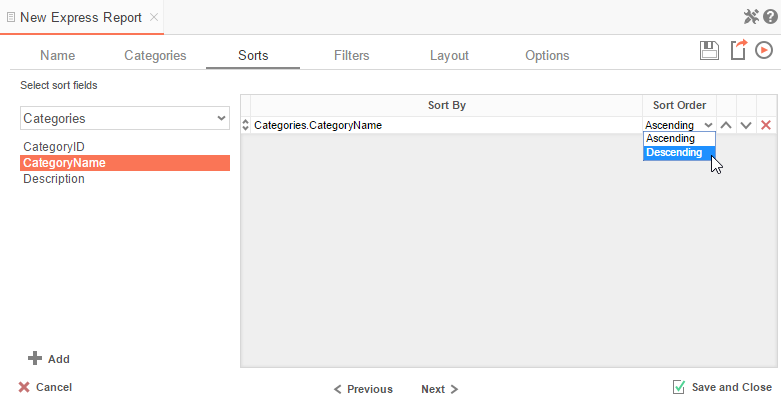 New Express Report
Name Categories Sorts Filters Layout Options
Select sort fields
Categories
CategoryID
CategoryName
Description
Sort By Sort Order
Categories.CategoryName Ascending
Ascending
Descending
Add
Cancel Previous Next Save and Close